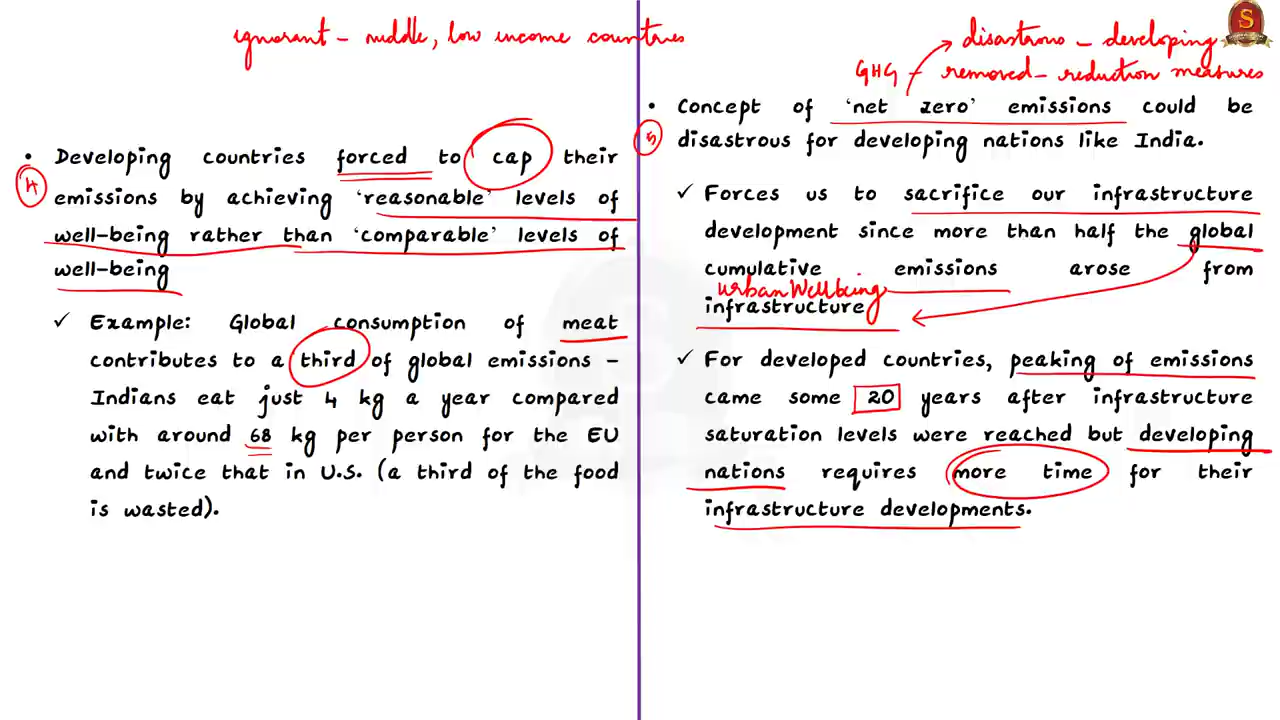 ignorant - middle, low income countries
4
• Developing countries forced to cap their
emissions by achieving 'reasonable' levels of
well-being rather than 'comparable' levels of
well-being
✓ Example: Global consumption of meat
contributes to a third of global emissions –
Indians eat just 4 kg a year compared
with around 68 kg per person for the EU
and twice that in U.S. (a third of the food
is wasted).
disastrous - developing
GHG - removed - reduction measures
5
• Concept of 'net zero' emissions could be
disastrous for developing nations like India.
✓ Forces us to sacrifice our infrastructure
development since more than half the global
cumulative emissions arose from
urban Wellbeing
infrastructure
✓ For developed countries, peaking of emissions
came some 20 years after infrastructure
saturation levels were reached but developing
nations requires more time for their
infrastructure developments.
S